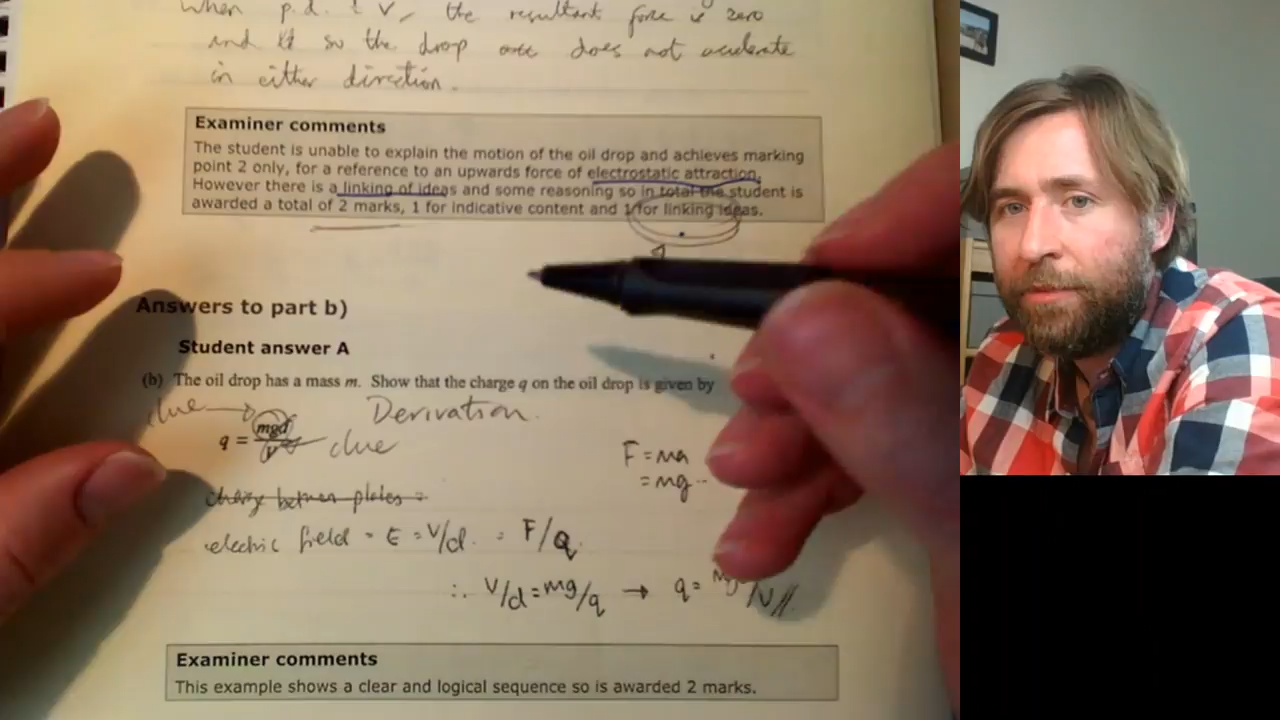 When p.d. = V, the resultant force is zero
and so the drop does not accelerate
in either direction.
Examiner comments
The student is unable to explain the motion of the oil drop and achieves marking
point 2 only, for a reference to an upwards force of electrostatic attraction.
However there is a linking of ideas and some reasoning so in total the student is
awarded a total of 2 marks, 1 for indicative content and 1 for linking ideas.
Answers to part b)
Student answer A
(b) The oil drop has a mass m. Show that the charge q on the oil drop is given by
clue → Derivation.
q = mgd/V clue
F = ma
= mg
charge between plates =
electric field = E = V/d = F/Q
∴ V/d = mg/q → q = /V //
Examiner comments
This example shows a clear and logical sequence so is awarded 2 marks.